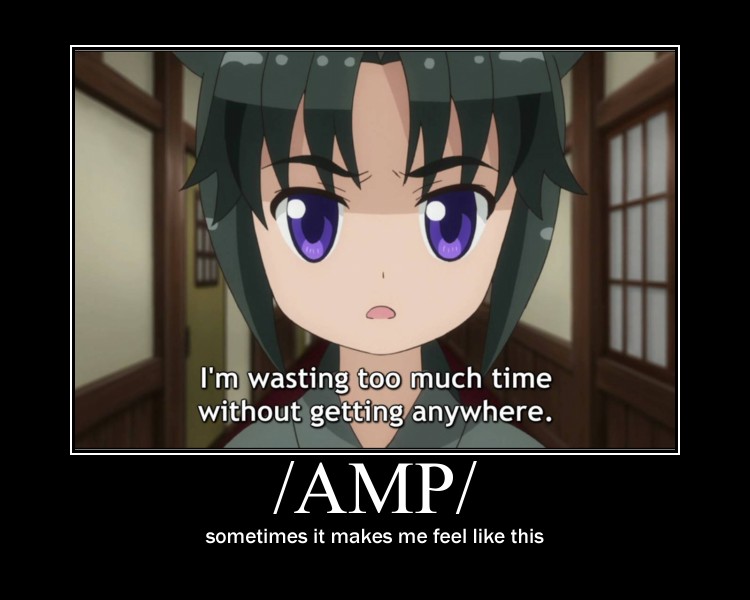 I'm wasting too much time
without getting anywhere.
/AMP/
sometimes it makes me feel like this